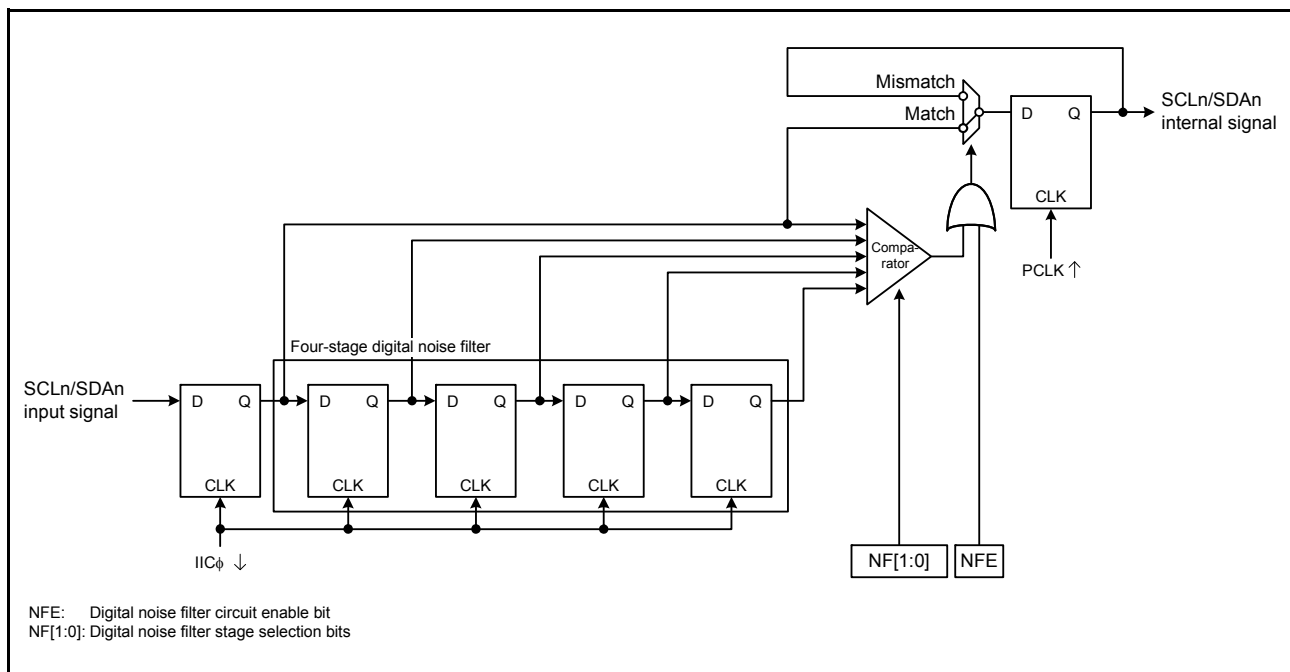 Mismatch
Match
SCLn/SDAn
internal signal
D Q
CLK
PCLK ↑
Compa-
rator
Four-stage digital noise filter
SCLn/SDAn
input signal
D Q
D Q
D Q
D Q
D Q
CLK
CLK
CLK
CLK
CLK
IICϕ ↓
NF[1:0]
NFE
NFE: Digital noise filter circuit enable bit
NF[1:0]: Digital noise filter stage selection bits